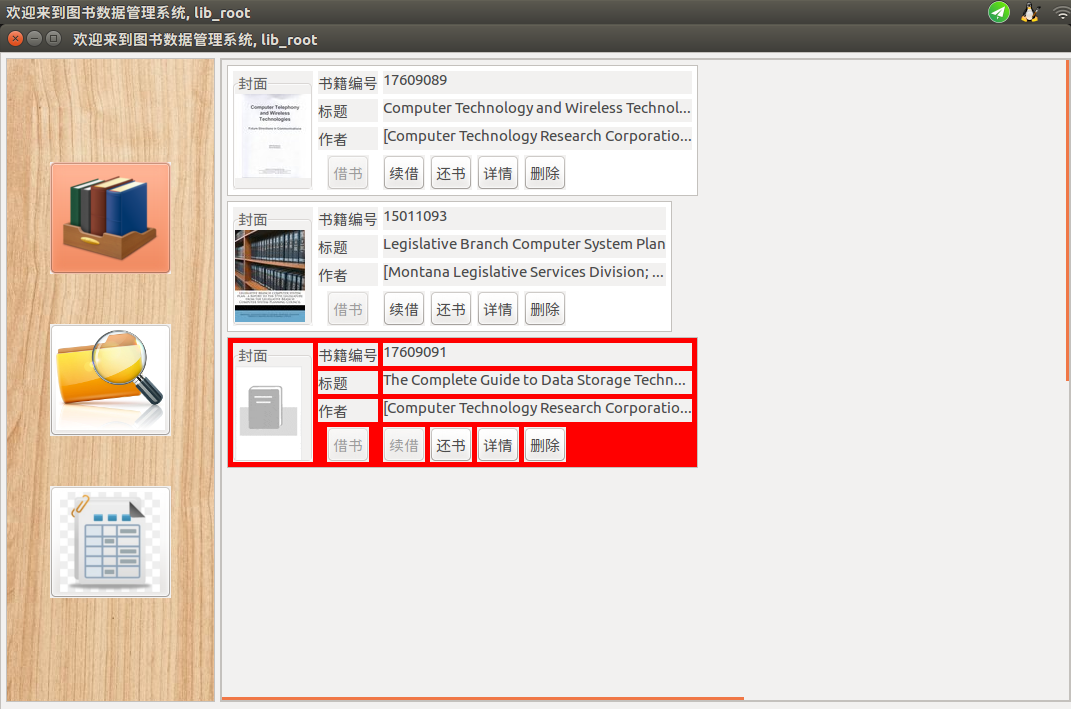 欢迎来到图书数据管理系统, lib_root
欢迎来到图书数据管理系统, lib_root
封面
Computer Telephony
and Wireless
Technologies
Future Directions in Communications
书籍编号 17609089
标题 Computer Technology and Wireless Technol...
作者 [Computer Technology Research Corporatio...
借书 续借 还书 详情 删除
封面
书籍编号 15011093
标题 Legislative Branch Computer System Plan
作者 [Montana Legislative Services Division; ...
借书 续借 还书 详情 删除
封面
书籍编号 17609091
标题 The Complete Guide to Data Storage Techn...
作者 [Computer Technology Research Corporatio...
借书 续借 还书 详情 删除